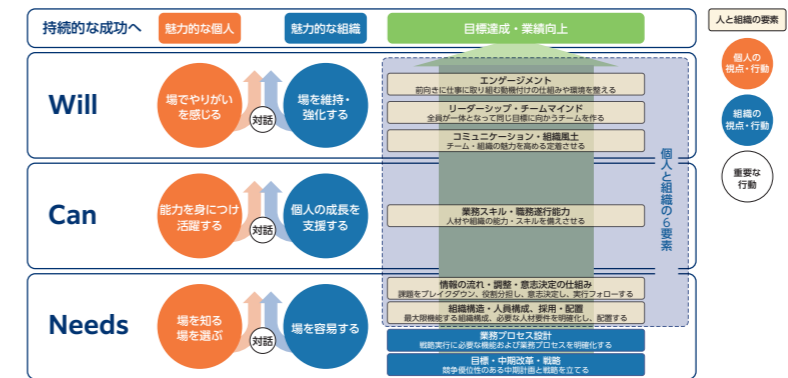 持続的な成功へ
魅力的な個人
魅力的な組織
目標達成・業績向上
人と組織の要素
個人の
視点・行動
組織の
視点・行動
重要な
行動
Will
場でやりがい
を感じる
対話
場を維持・
強化する
エンゲージメント
前向きに仕事に取り組む動機付けの仕組みや環境を整える
リーダーシップ・チームマインド
全員が一体となって同じ目標に向かうチームを作る
コミュニケーション・組織風土
チーム・組織の魅力を高める定着させる
個人と組織の6要素
Can
能力を身につけ
活躍する
対話
個人の成長を
支援する
業務スキル・職務遂行能力
人材や組織の能力・スキルを備えさせる
Needs
場を知る
場を選ぶ
対話
場を容易する
情報の流れ・調整・意志決定の仕組み
課題をブレイクダウン、役割分担し、意志決定し、実行フォローする
組織構造・人員構成、採用・配置
最大限機能する組織構成、必要な人材要件を明確化し、配置する
業務プロセス設計
戦略実行に必要な機能および業務プロセスを明確化する
目標・中期改革・戦略
競争優位性のある中期計画と戦略を立てる